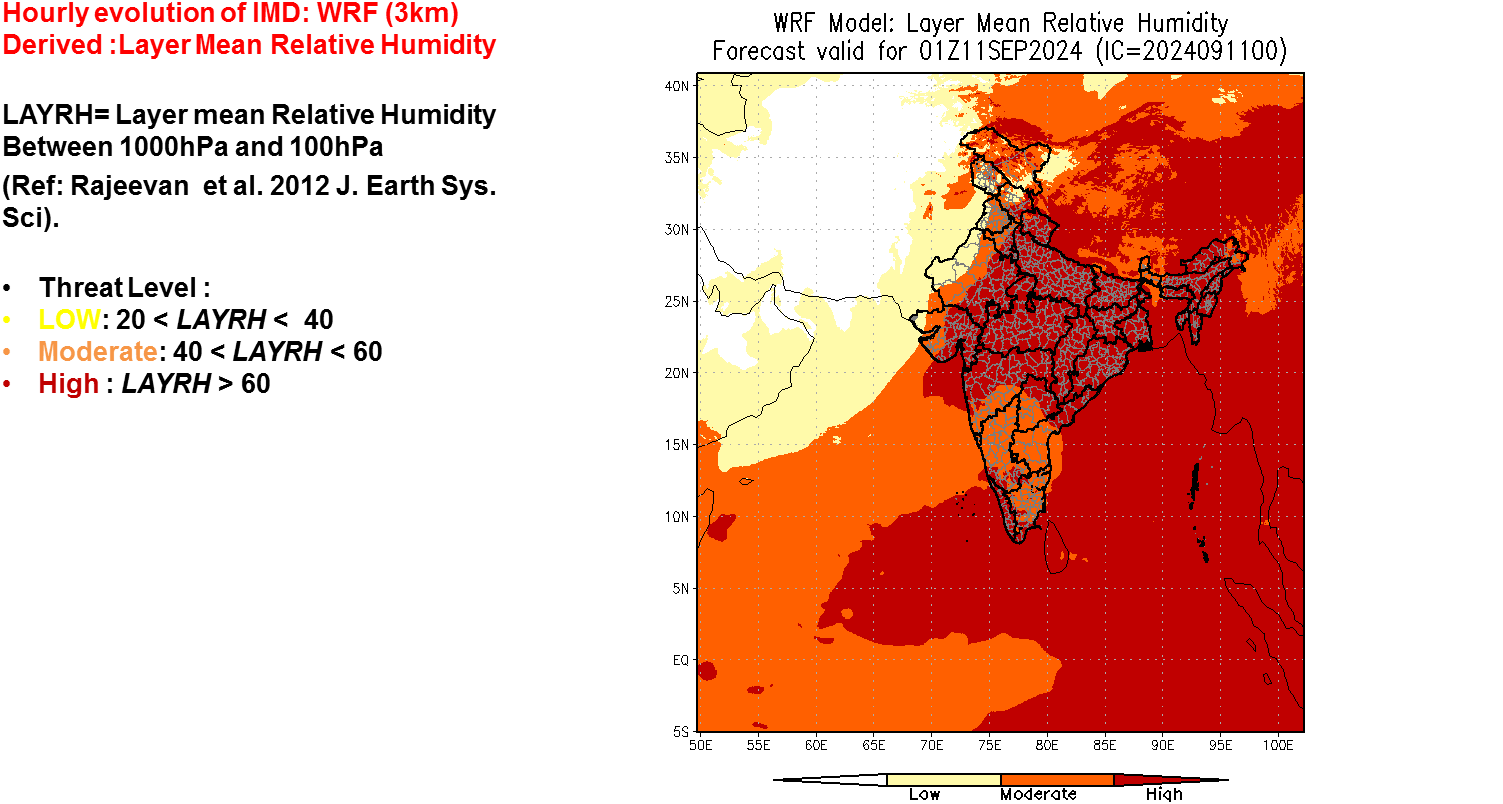 Hourly evolution of IMD: WRF (3km)
Derived :Layer Mean Relative Humidity
LAYRH= Layer mean Relative Humidity
Between 1000hPa and 100hPa
(Ref: Rajeevan et al. 2012 J. Earth Sys.
Sci).
• Threat Level :
• LOW: 20 < LAYRH < 40
• Moderate: 40 < LAYRH < 60
• High : LAYRH > 60
WRF Model: Layer Mean Relative Humidity
Forecast valid for 01Z11SEP2024 (IC=2024091100)
40N
35N
30N
25N
20N
15N
10N
5N
EQ
5S
50E 55E 60E 65E 70E 75E 80E 85E 90E 95E 100E
Low Moderate High